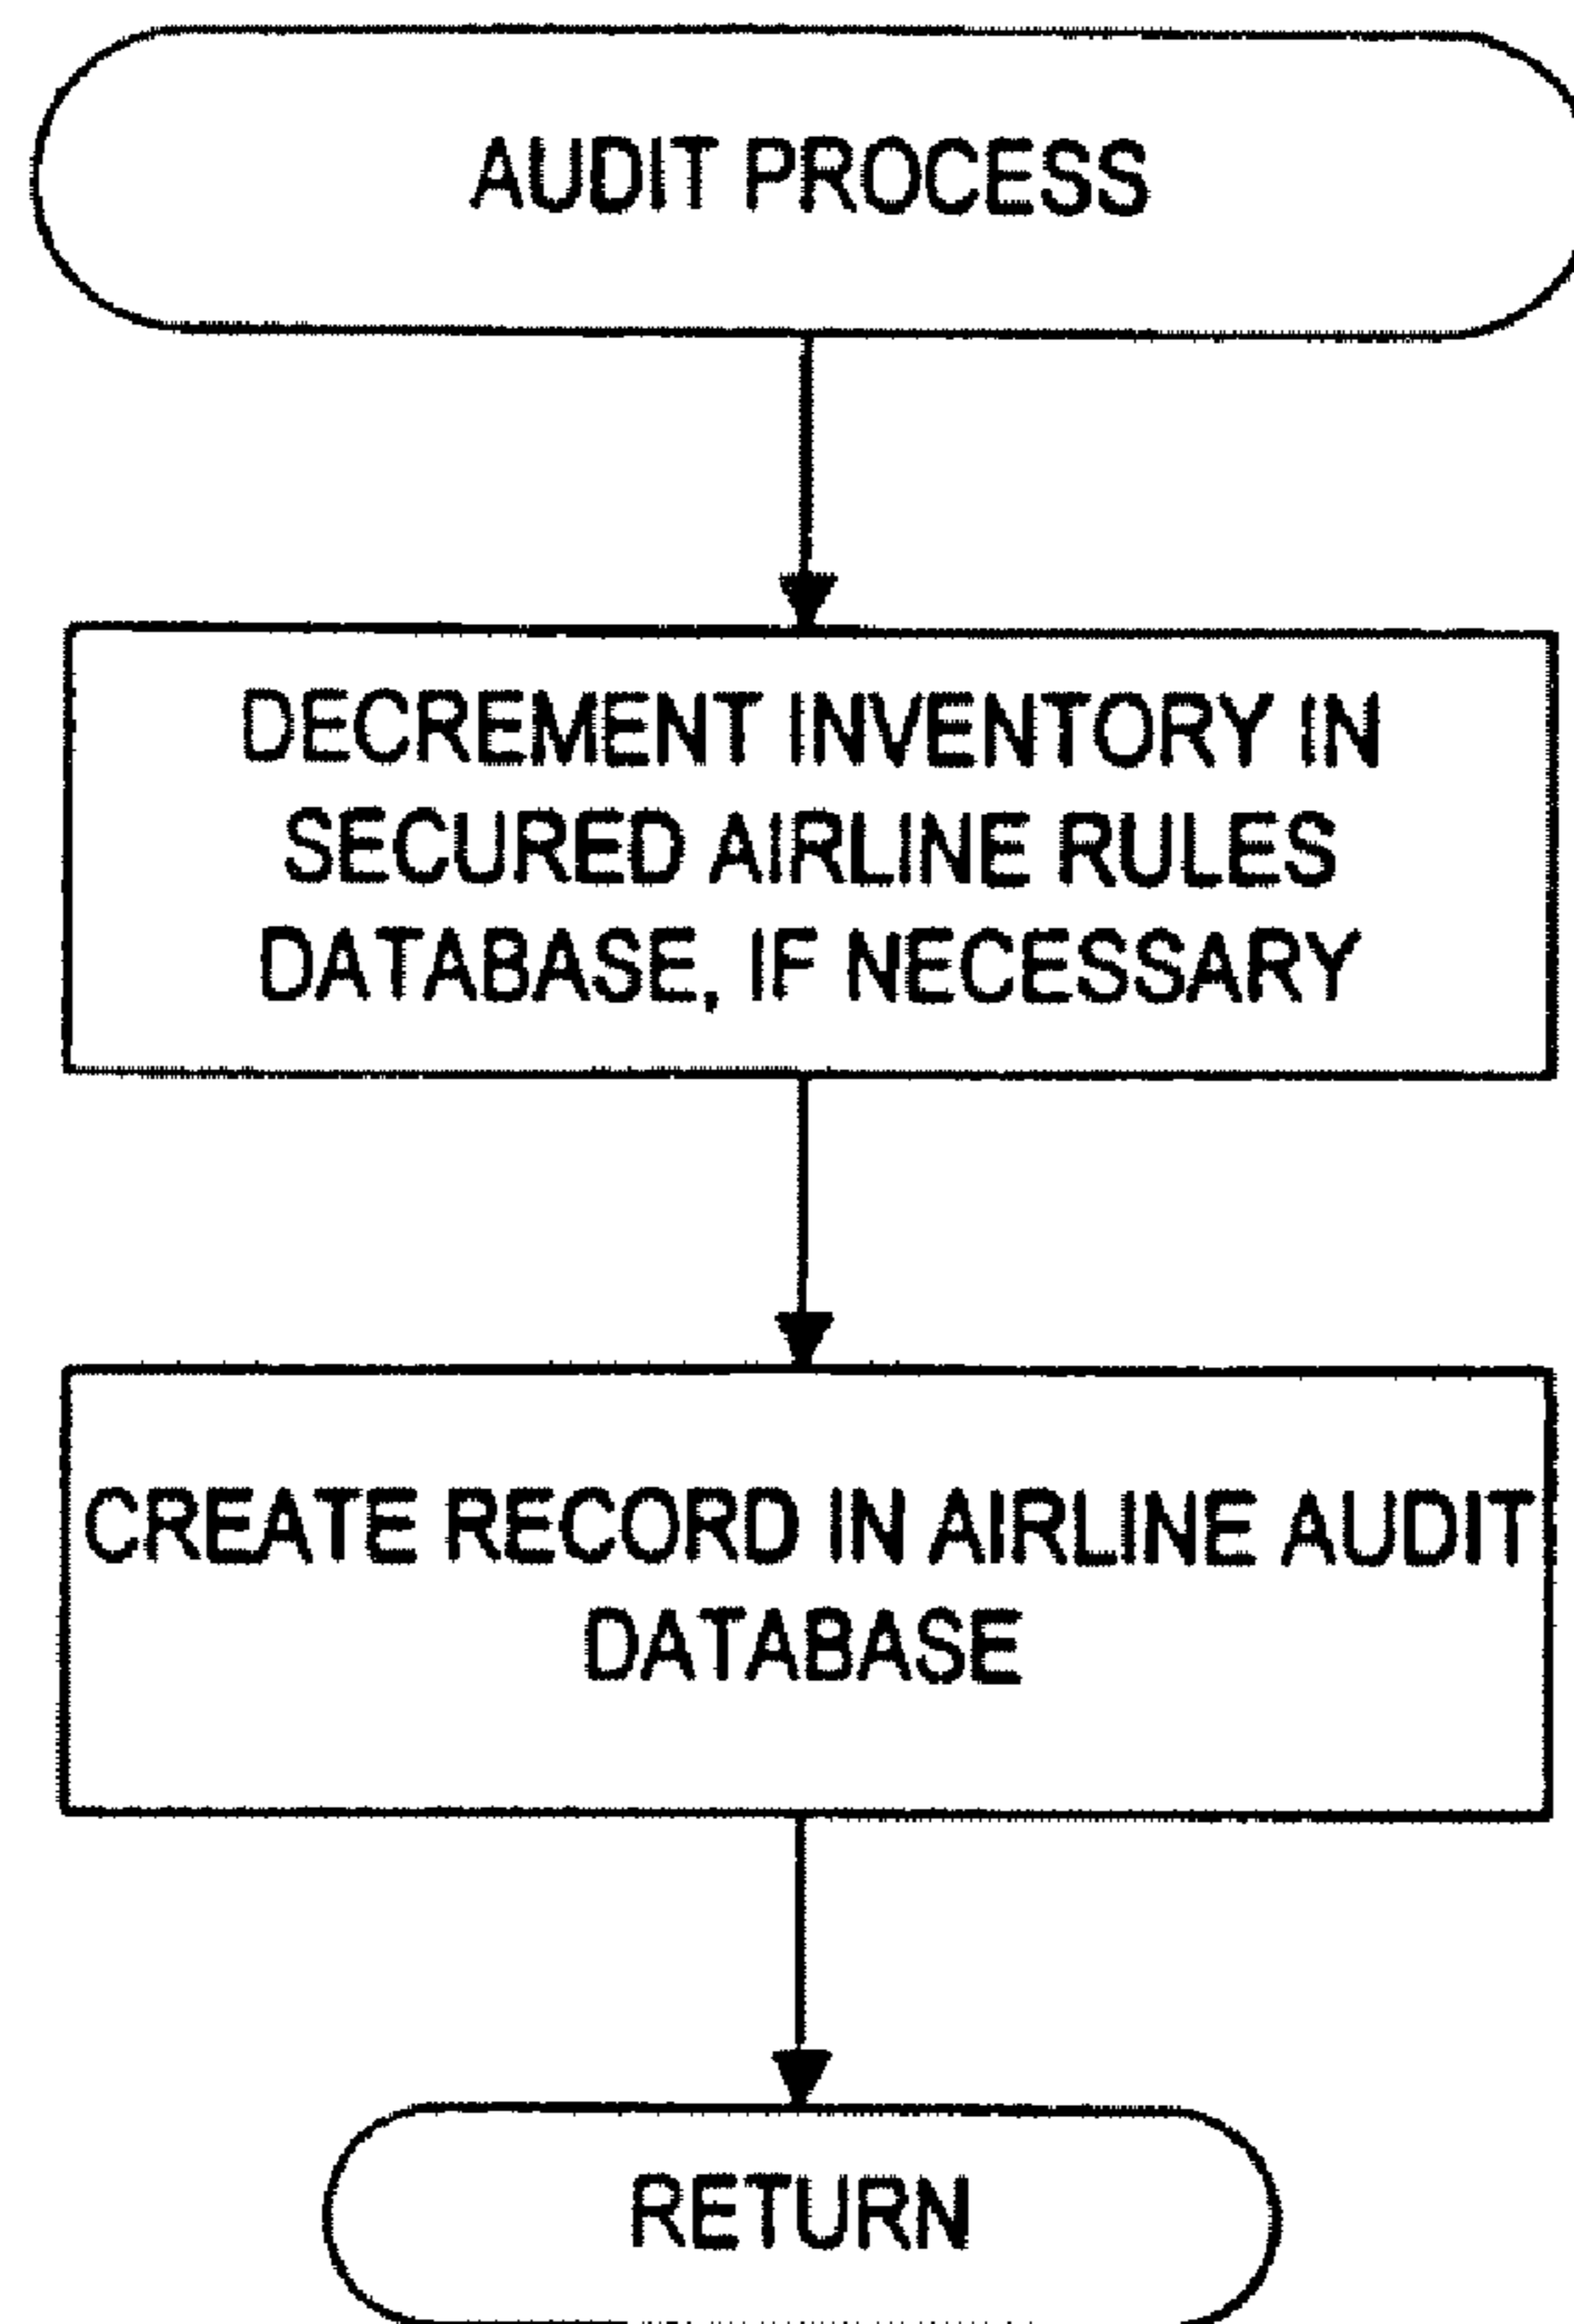 AUDIT PROCESS
DECREMENT INVENTORY IN
SECURED AIRLINE RULES
DATABASE, IF NECESSARY
CREATE RECORD IN AIRLINE AUDIT
DATABASE
RETURN